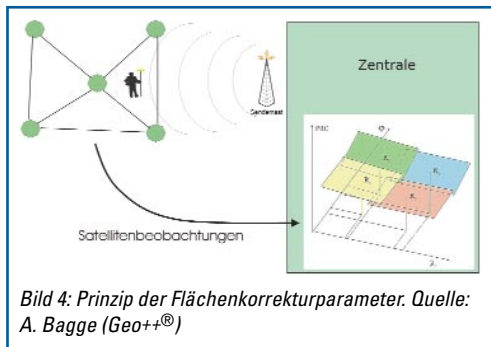 Zentrale
Sendemast
Satellitenbeobachtungen
Bild 4: Prinzip der Flächenkorrekturparameter. Quelle:
A. Bagge (Geo++®)